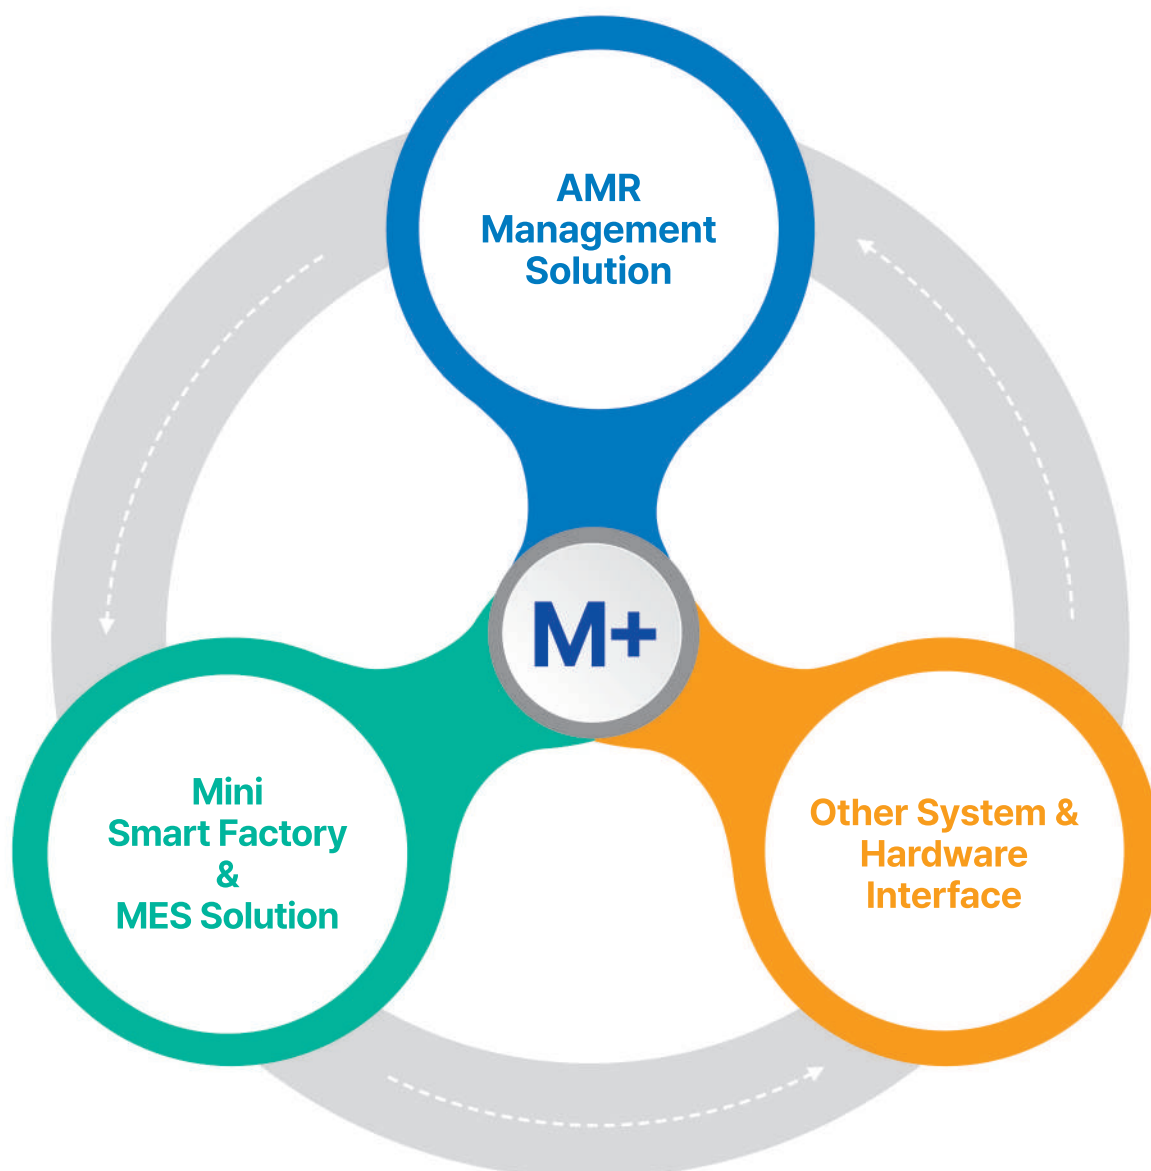 AMR
Management
Solution
M+
Mini
Smart Factory
&
MES Solution
Other System &
Hardware
Interface